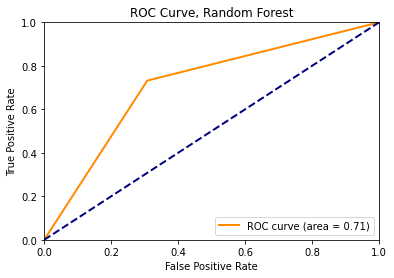 ROC Curve, Random Forest
1.0
0.8
0.6
0.4
0.2
0.0
True Positive Rate
ROC curve (area = 0.71)
0.0 0.2 0.4 0.6 0.8 1.0
False Positive Rate